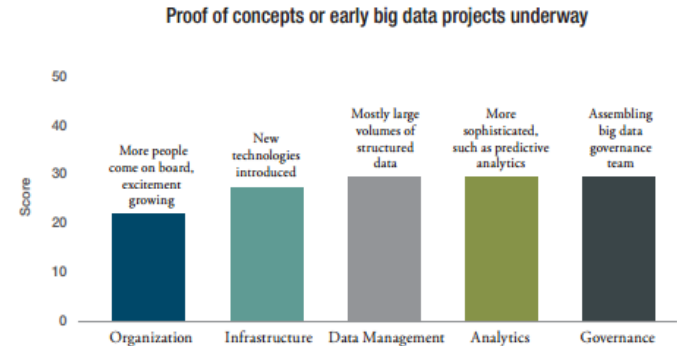 Proof of concepts or early big data projects underway
50
40
30
20
10
0
Score
More people
come on board,
excitement
growing
New
technologies
introduced
Mostly large
volumes of
structured
data
More
sophisticated,
such as predictive
analytics
Assembling
big data
governance
team
Organization
Infrastructure
Data Management
Analytics
Governance